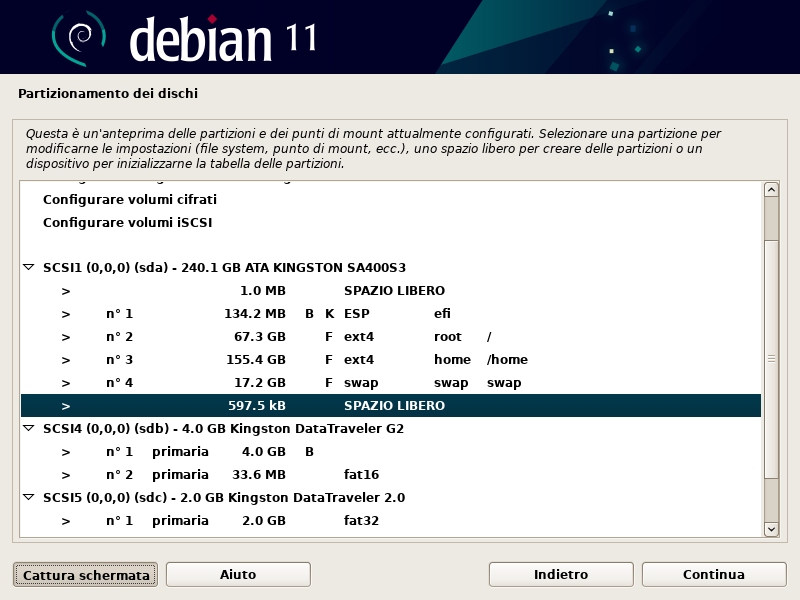 debian 11
Partizionamento dei dischi
Questa è un'anteprima delle partizioni e dei punti di mount attualmente configurati. Selezionare una partizione per
modificarne le impostazioni (file system, punto di mount, ecc.), uno spazio libero per creare delle partizioni o un
dispositivo per inizializzarne la tabella delle partizioni.
Configurare volumi cifrati
Configurare volumi iSCSI
SCSI1 (0,0,0) (sda) - 240.1 GB ATA KINGSTON SA400S3
> 1.0 MB SPAZIO LIBERO
> n° 1 134.2 MB B K ESP efi
> n° 2 67.3 GB F ext4 root /
> n° 3 155.4 GB F ext4 home /home
> n° 4 17.2 GB F swap swap swap
> 597.5 kB SPAZIO LIBERO
SCSI4 (0,0,0) (sdb) - 4.0 GB Kingston DataTraveler G2
> n° 1 primaria 4.0 GB B
> n° 2 primaria 33.6 MB fat16
SCSI5 (0,0,0) (sdc) - 2.0 GB Kingston DataTraveler 2.0
> n° 1 primaria 2.0 GB fat32
Cattura schermata Aiuto Indietro Continua